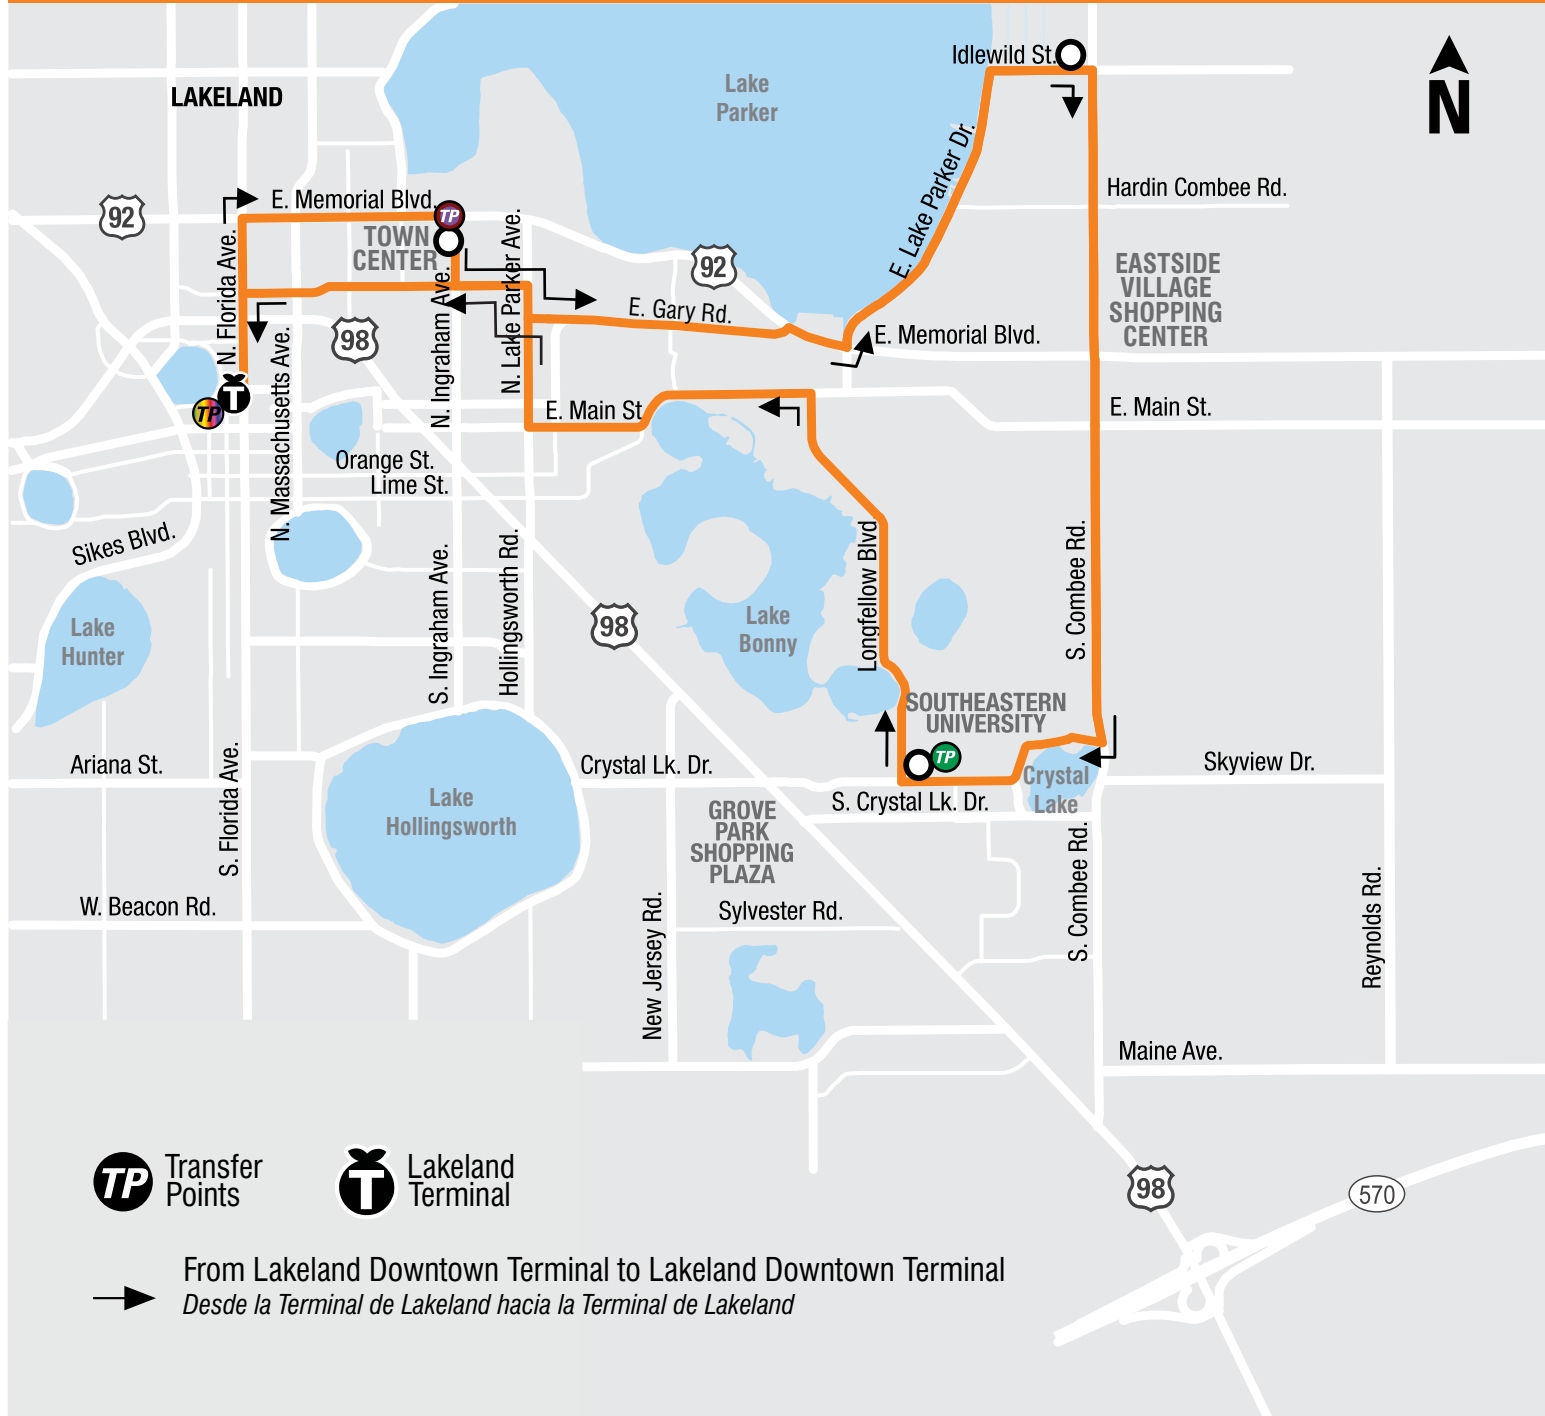 Idlewild St.
Lake
Parker
LAKELAND
N
Hardin Combee Rd.
E. Memorial Blvd.
TP
92
TOWN
CENTER
N. Florida Ave.
N. Lake Parker Ave.
E. Lake Parker Dr.
92
EASTSIDE
VILLAGE
SHOPPING
CENTER
E. Gary Rd.
98
N. Ingraham Ave.
E. Memorial Blvd.
N. Massachusetts Ave.
T
TP
E. Main St.
E. Main St.
Orange St.
Lime St.
Sikes Blvd.
S. Ingraham Ave.
Hollingsworth Rd.
Longfellow Blvd
S. Combee Rd.
Lake
Hunter
98
Lake
Bonny
SOUTHEASTERN
UNIVERSITY
TP
Ariana St.
S. Florida Ave.
Crystal Lk. Dr.
Skyview Dr.
Crystal
Lake
S. Crystal Lk. Dr.
Lake
Hollingsworth
GROVE
PARK
SHOPPING
PLAZA
S. Combee Rd.
Reynolds Rd.
W. Beacon Rd.
Sylvester Rd.
New Jersey Rd.
Maine Ave.
TP
Transfer
Points
T
Lakeland
Terminal
98
570
From Lakeland Downtown Terminal to Lakeland Downtown Terminal
Desde la Terminal de Lakeland hacia la Terminal de Lakeland